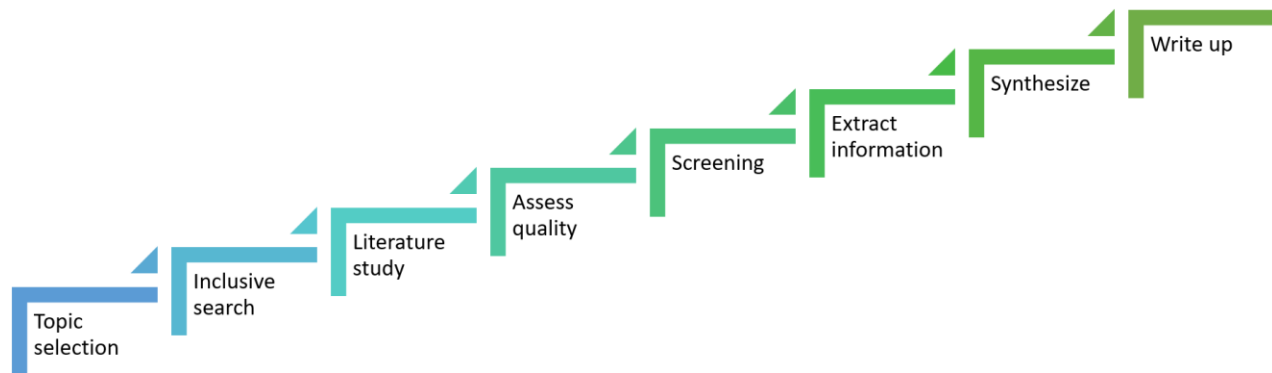 Topic
selection
Inclusive
search
Literature
study
Assess
quality
Screening
Extract
information
Synthesize
Write up